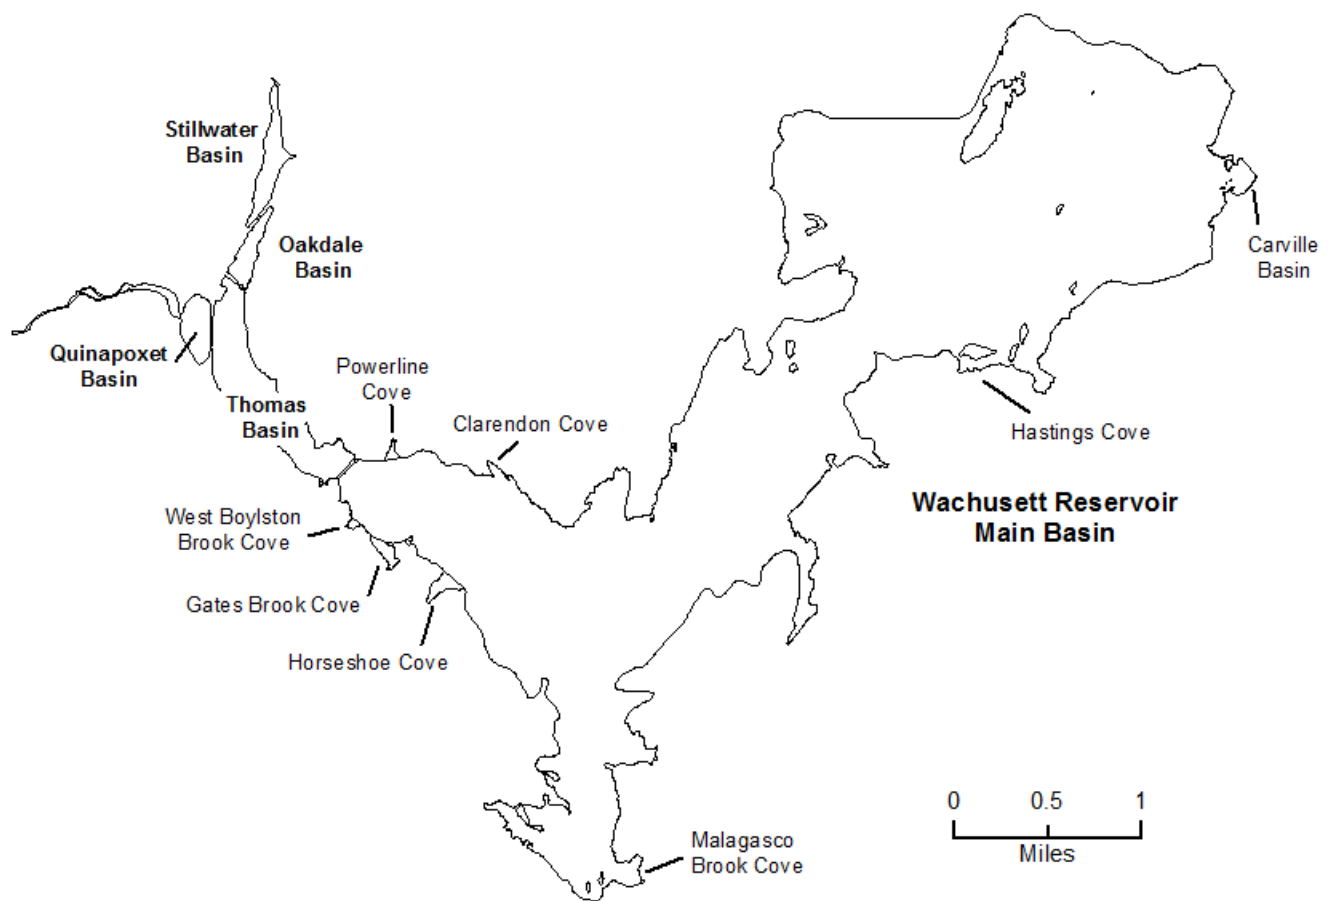 Stillwater
Basin
Oakdale
Basin
Carville
Basin
Quinapoxet
Basin
Powerline
Cove
Thomas
Basin
Clarendon Cove
Hastings Cove
Wachusett Reservoir
Main Basin
West Boylston
Brook Cove
Gates Brook Cove
Horseshoe Cove
0 0.5 1
Miles
Malagasco
Brook Cove